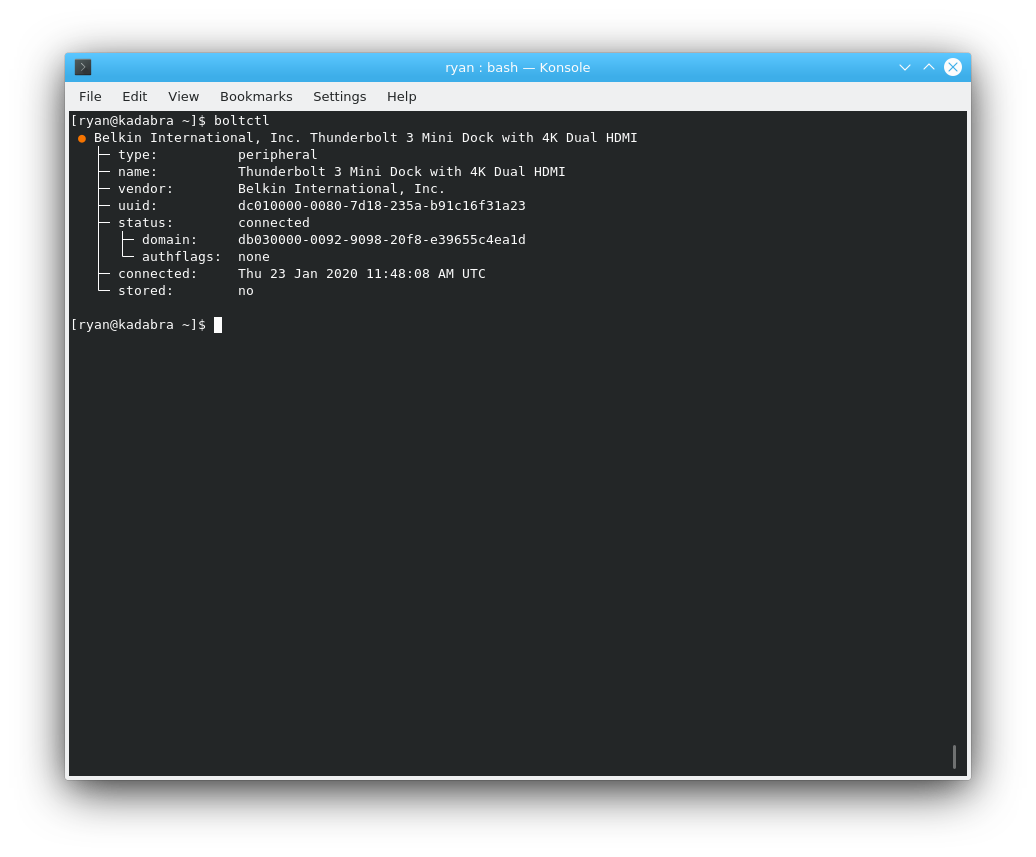 ryan : bash — Konsole
File Edit View Bookmarks Settings Help
[ryan@kadabra ~]$ boltctl
● Belkin International, Inc. Thunderbolt 3 Mini Dock with 4K Dual HDMI
├─ type: peripheral
├─ name: Thunderbolt 3 Mini Dock with 4K Dual HDMI
├─ vendor: Belkin International, Inc.
├─ uuid: dc010000-0080-7d18-235a-b91c16f31a23
├─ status: connected
│ ├─ domain: db030000-0092-9098-20f8-e39655c4ea1d
│ └─ authflags: none
├─ connected: Thu 23 Jan 2020 11:48:08 AM UTC
└─ stored: no
[ryan@kadabra ~]$